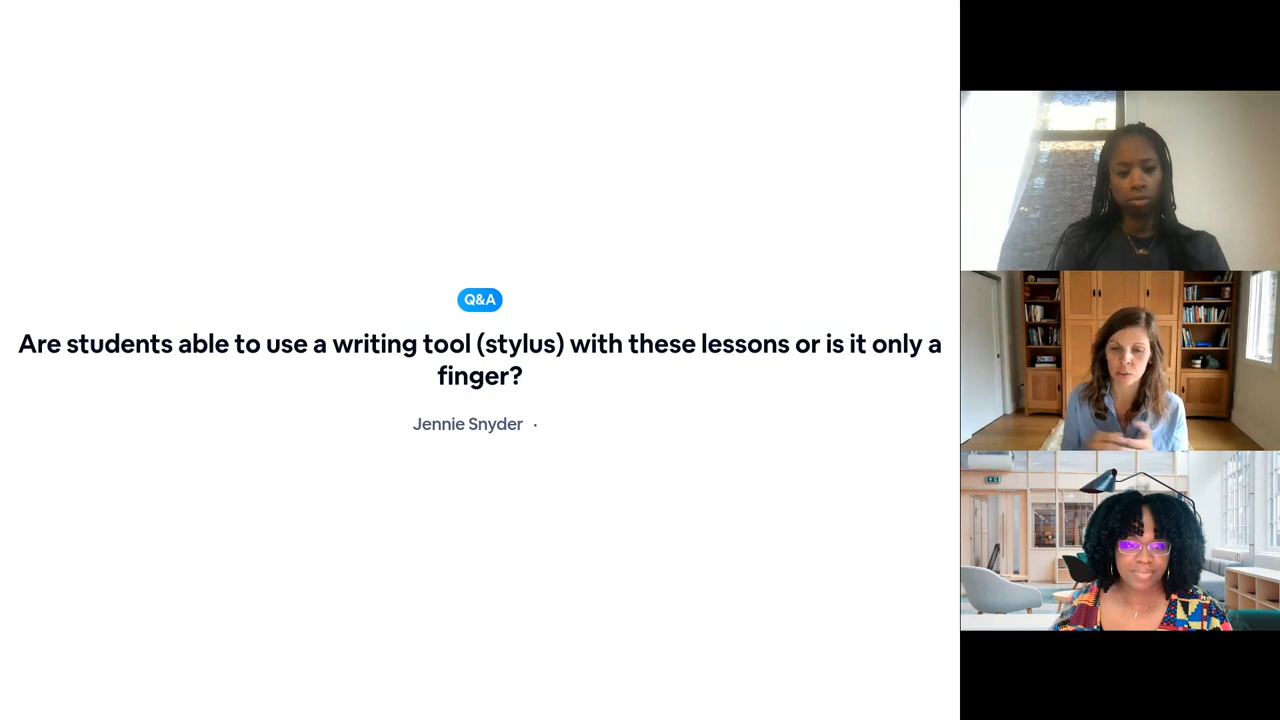 Q&A
Are students able to use a writing tool (stylus) with these lessons or is it only a
finger?
Jennie Snyder ·